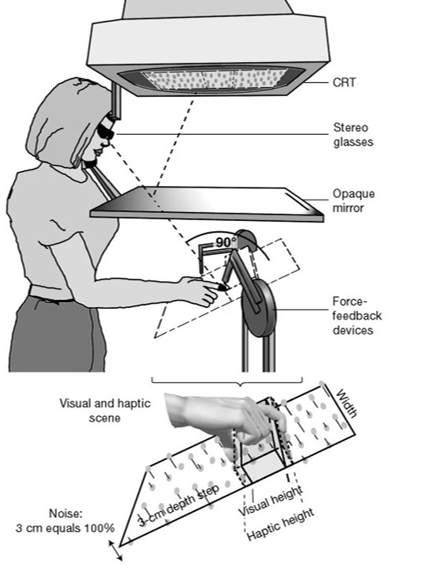 CRT
Stereo
glasses
Opaque
mirror
90°
Force-
feedback
devices
Visual and haptic
scene
Width
3-cm depth step
Visual height
Haptic height
Noise:
3 cm equals 100%